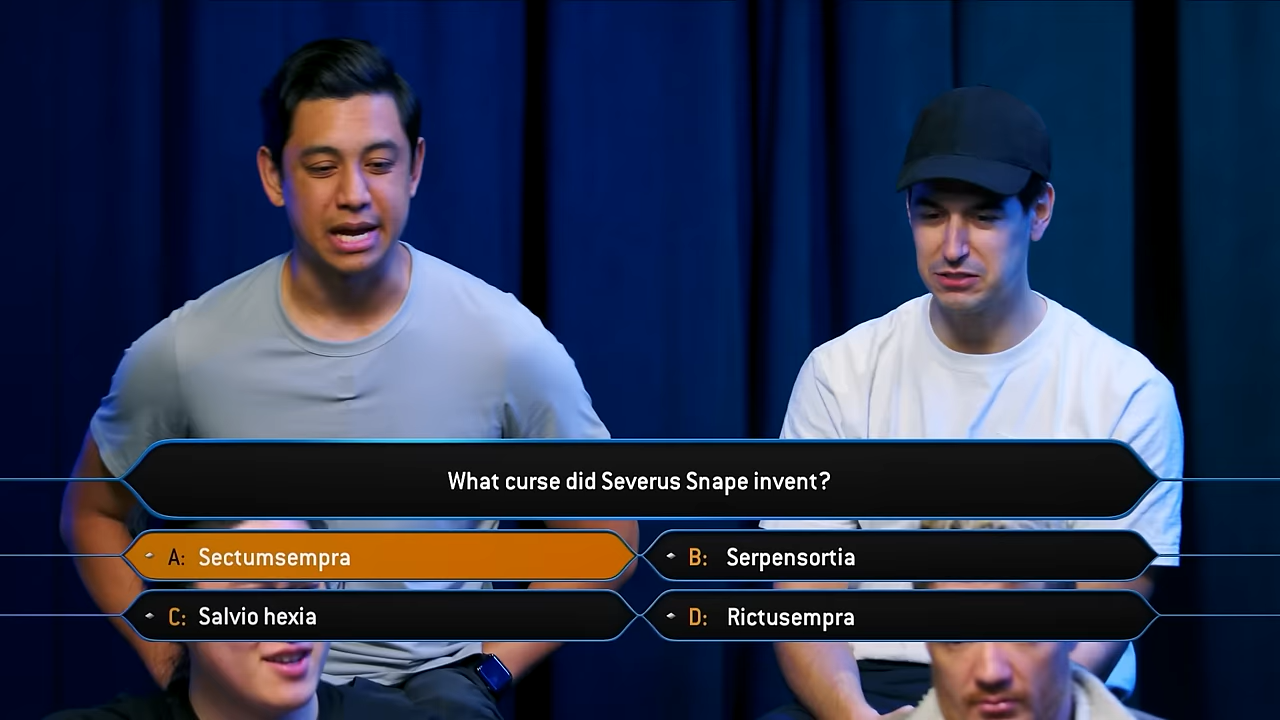 What curse did Severus Snape invent?
A: Sectumsempra
B: Serpensortia
C: Salvio hexia
D: Rictusempra